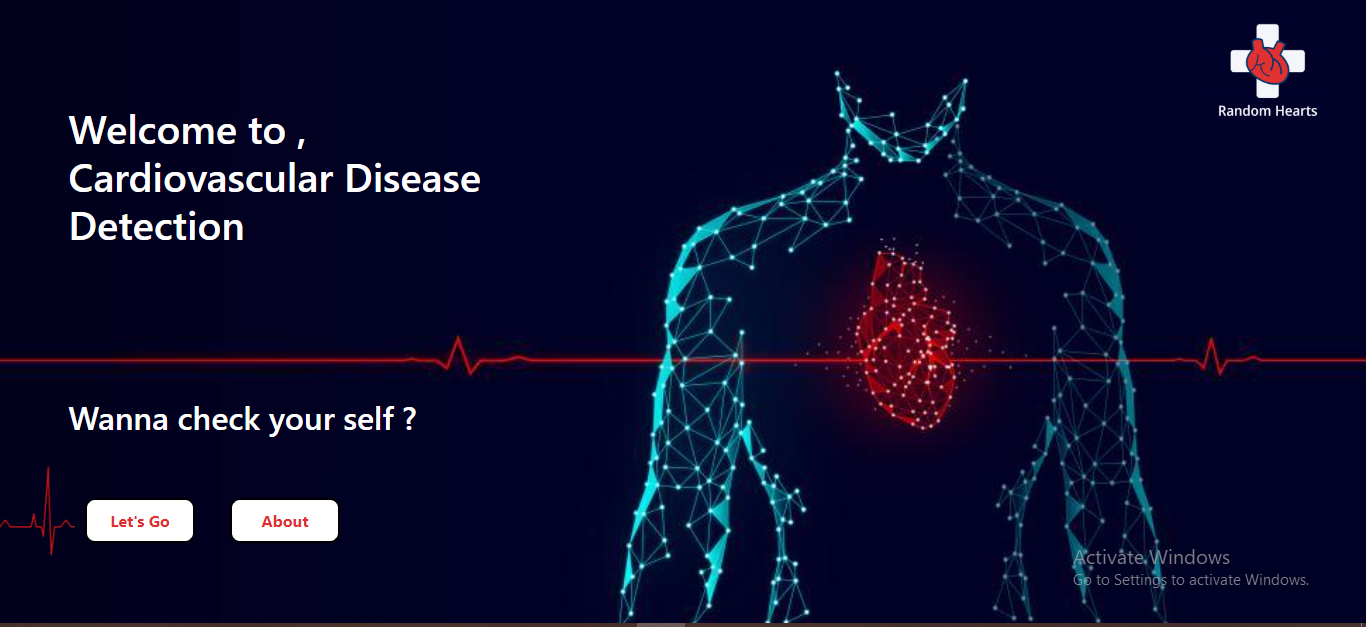 Random Hearts
Welcome to ,
Cardiovascular Disease
Detection
Wanna check your self ?
Let's Go
About
Activate Windows
Go to Settings to activate Windows.